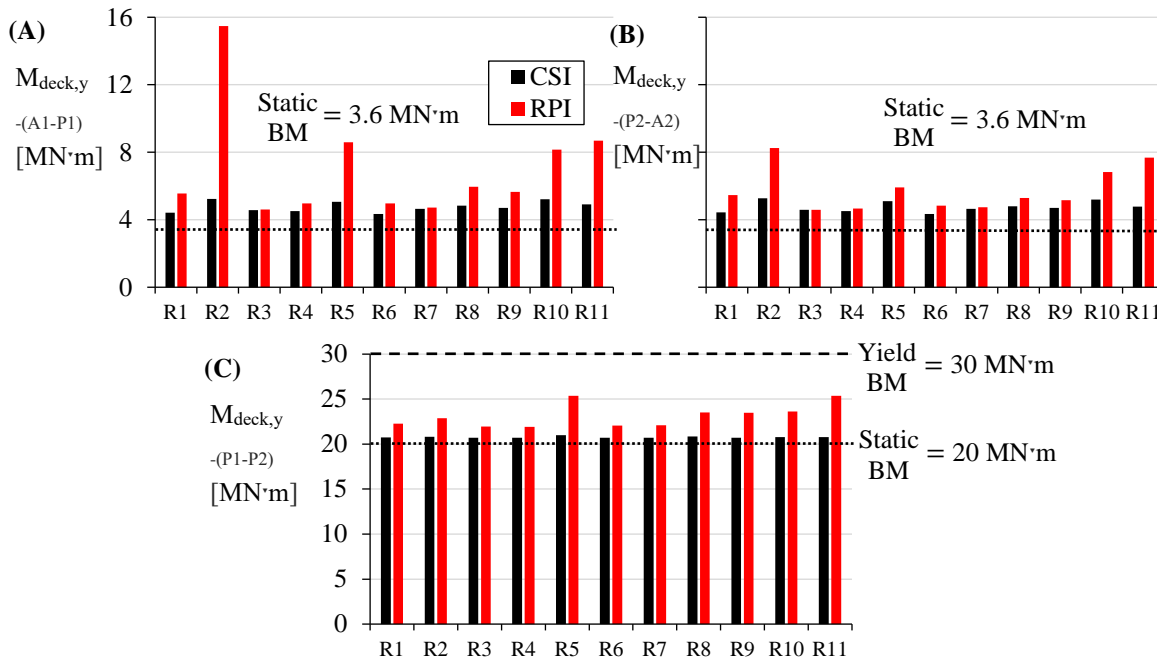 (A)
M_deck,y
-(A1-P1)
[MN·m]
16
12
8
4
0
Static BM = 3.6 MN·m
CSI
RPI
R1 R2 R3 R4 R5 R6 R7 R8 R9 R10 R11
(B)
M_deck,y
-(P2-A2)
[MN·m]
Static BM = 3.6 MN·m
R1 R2 R3 R4 R5 R6 R7 R8 R9 R10 R11
(C)
M_deck,y
-(P1-P2)
[MN·m]
30
25
20
15
10
5
0
Yield BM = 30 MN·m
Static BM = 20 MN·m
R1 R2 R3 R4 R5 R6 R7 R8 R9 R10 R11